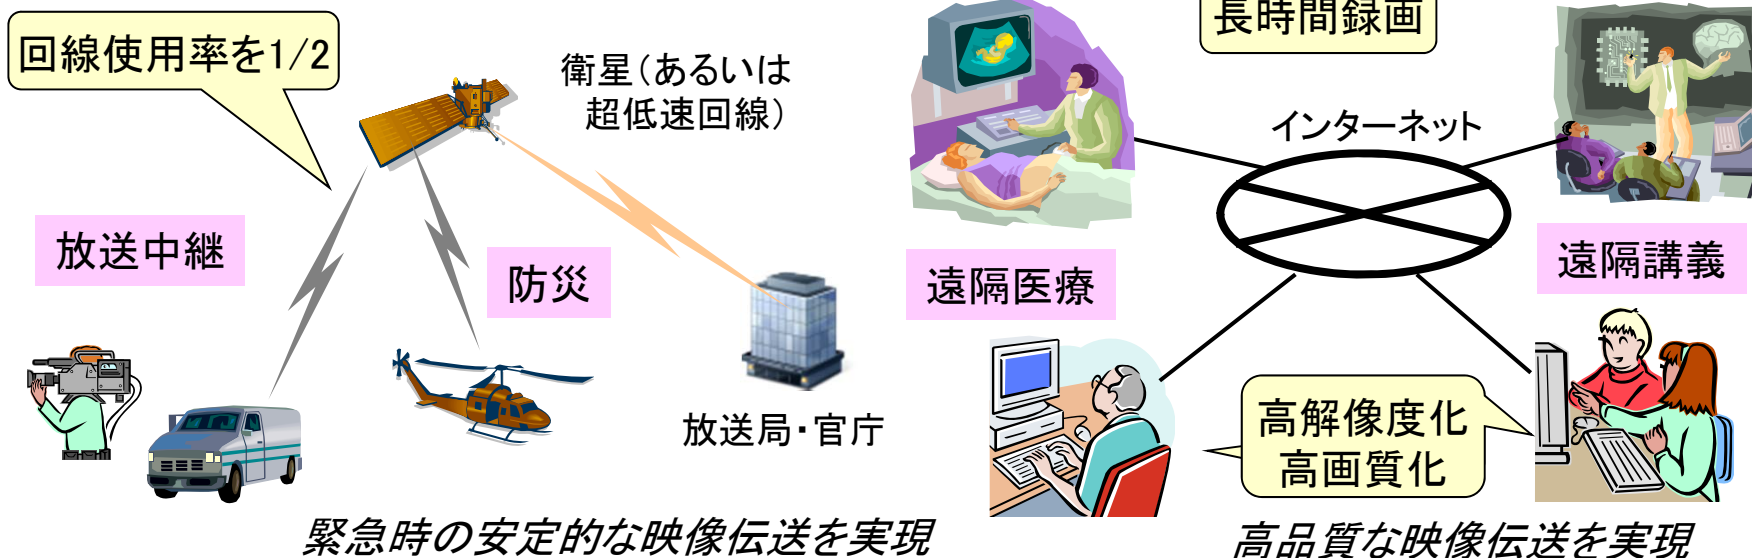 回線使用率を1/2
衛星(あるいは
超低速回線)
放送中継
防災
放送局・官庁
緊急時の安定的な映像伝送を実現
長時間録画
インターネット
遠隔医療
遠隔講義
高解像度化
高画質化
高品質な映像伝送を実現